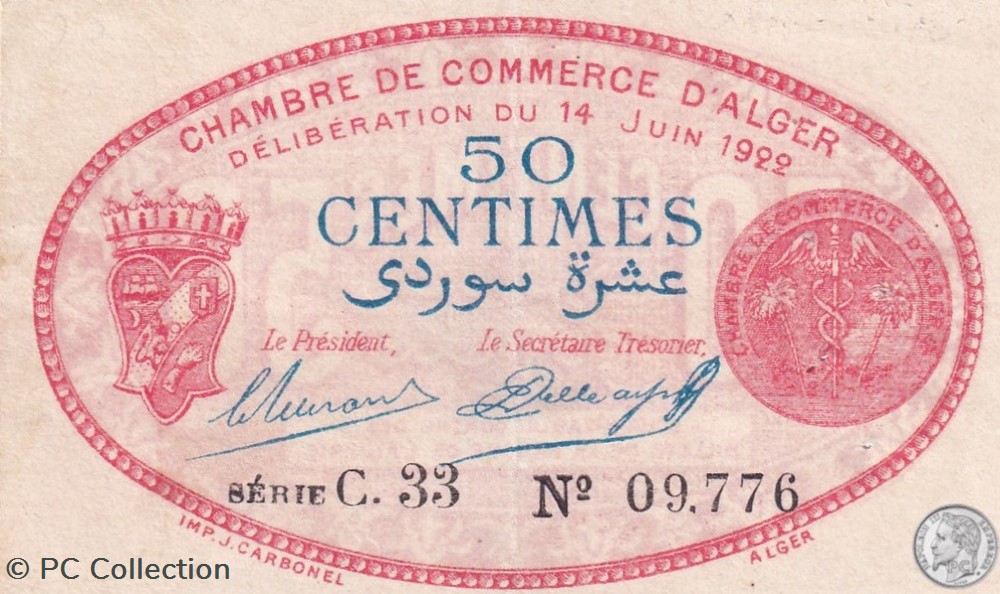 CHAMBRE DE COMMERCE D'ALGER
DÉLIBÉRATION DU 14 JUIN 1922
50
CENTIMES
عشرة سوردى
Le Président,
Le Secrétaire Trésorier,
CHAMBRE DE COMMERCE D'ALGER
SÉRIE C. 33 Nº 09.776
IMP. J. CARBONEL
ALGER
© PC Collection
PC